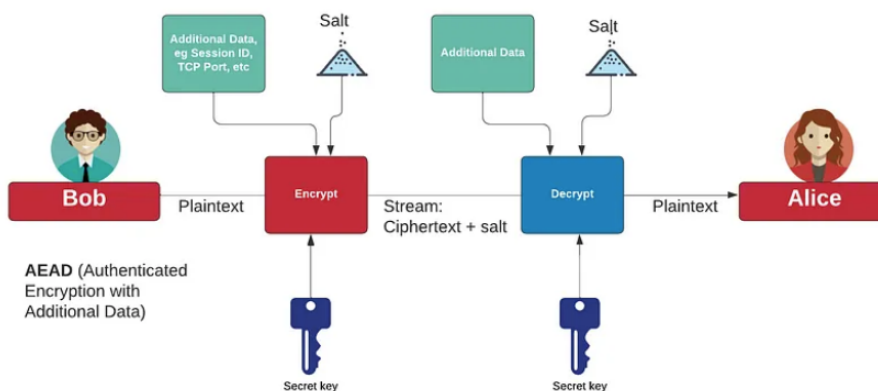 Additional Data,
eg Session ID,
TCP Port, etc
Salt
Additional Data
Salt
Bob
Plaintext
Encrypt
Stream:
Ciphertext + salt
Decrypt
Plaintext
Alice
AEAD (Authenticated
Encryption with
Additional Data)
Secret key
Secret key